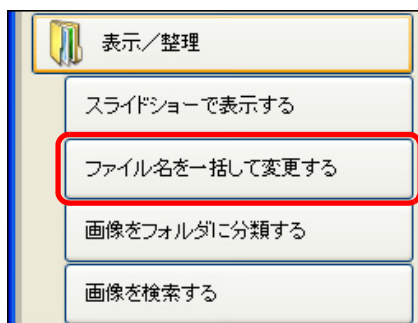 表示／整理
スライドショーで表示する
ファイル名を一括して変更する
画像をフォルダに分類する
画像を検索する